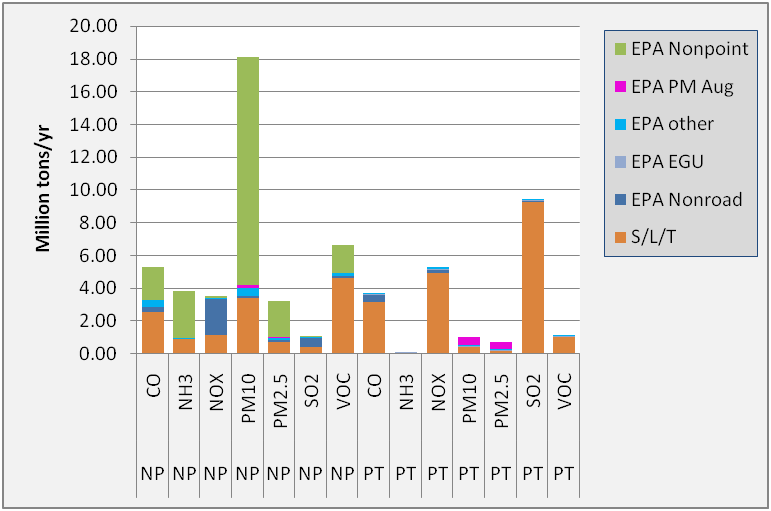 20.00
18.00
16.00
14.00
12.00
10.00
8.00
6.00
4.00
2.00
0.00
Million tons/yr
CO NH3 NOX PM10 PM2.5 SO2 VOC CO NH3 NOX PM10 PM2.5 SO2 VOC
NP NP NP NP NP NP NP PT PT PT PT PT PT PT
EPA Nonpoint
EPA PM Aug
EPA other
EPA EGU
EPA Nonroad
S/L/T